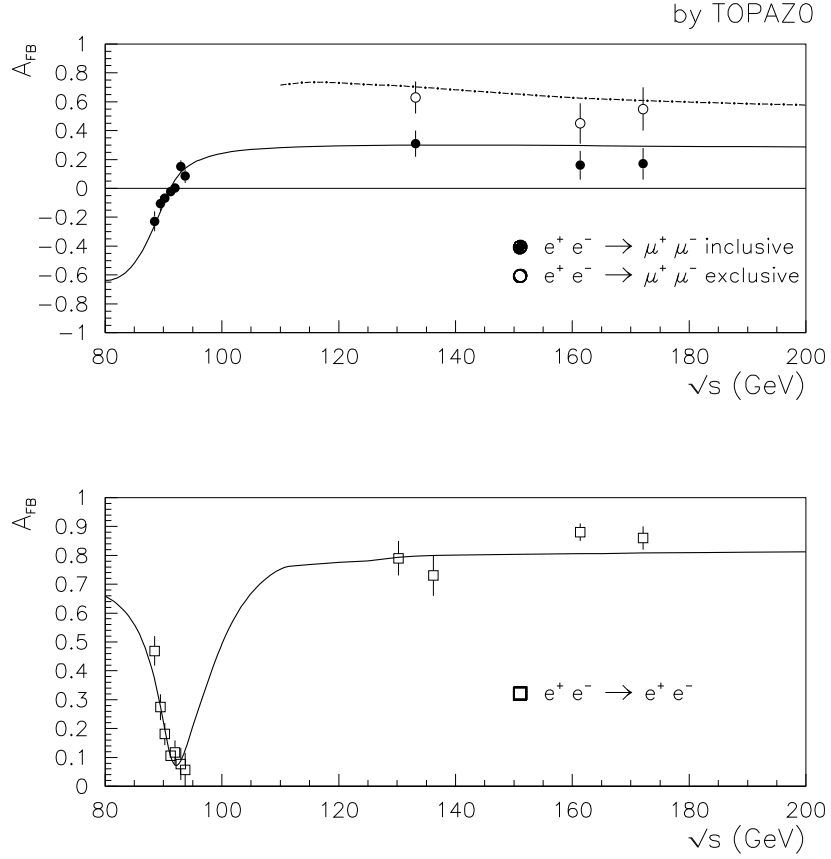 by TOPAZ0
A_FB
1
0.8
0.6
0.4
0.2
0
−0.2
−0.4
−0.6
−0.8
−1
e⁺ e⁻ → μ⁺ μ⁻ inclusive
e⁺ e⁻ → μ⁺ μ⁻ exclusive
80 100 120 140 160 180 200
√s (GeV)
A_FB
1
0.9
0.8
0.7
0.6
0.5
0.4
0.3
0.2
0.1
0
e⁺ e⁻ → e⁺ e⁻
80 100 120 140 160 180 200
√s (GeV)